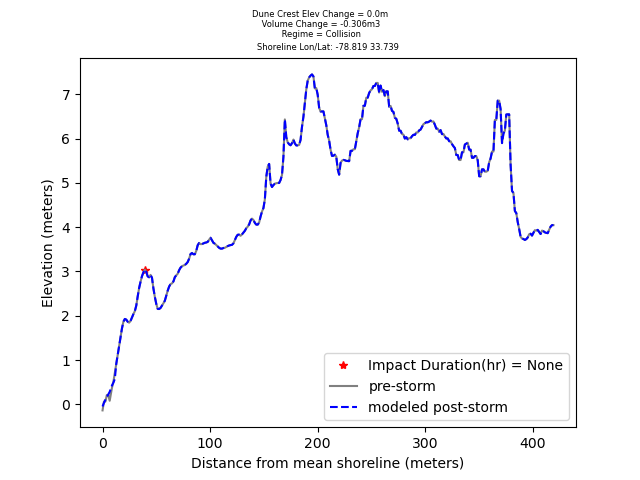 Dune Crest Elev Change = 0.0m
Volume Change = -0.306m3
Regime = Collision
Shoreline Lon/Lat: -78.819 33.739
7
6
5
4
3
2
1
0
Elevation (meters)
Impact Duration(hr) = None
pre-storm
modeled post-storm
0 100 200 300 400
Distance from mean shoreline (meters)